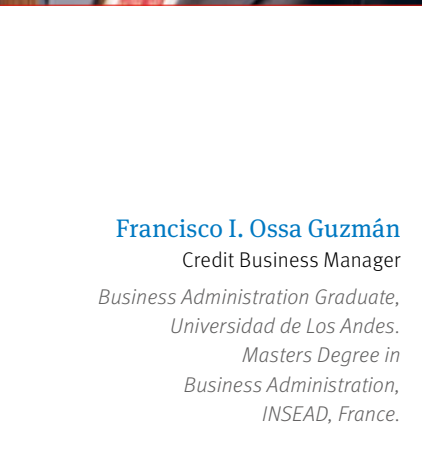 Francisco I. Ossa Guzmán
Credit Business Manager
Business Administration Graduate,
Universidad de Los Andes.
Masters Degree in
Business Administration,
INSEAD, France.